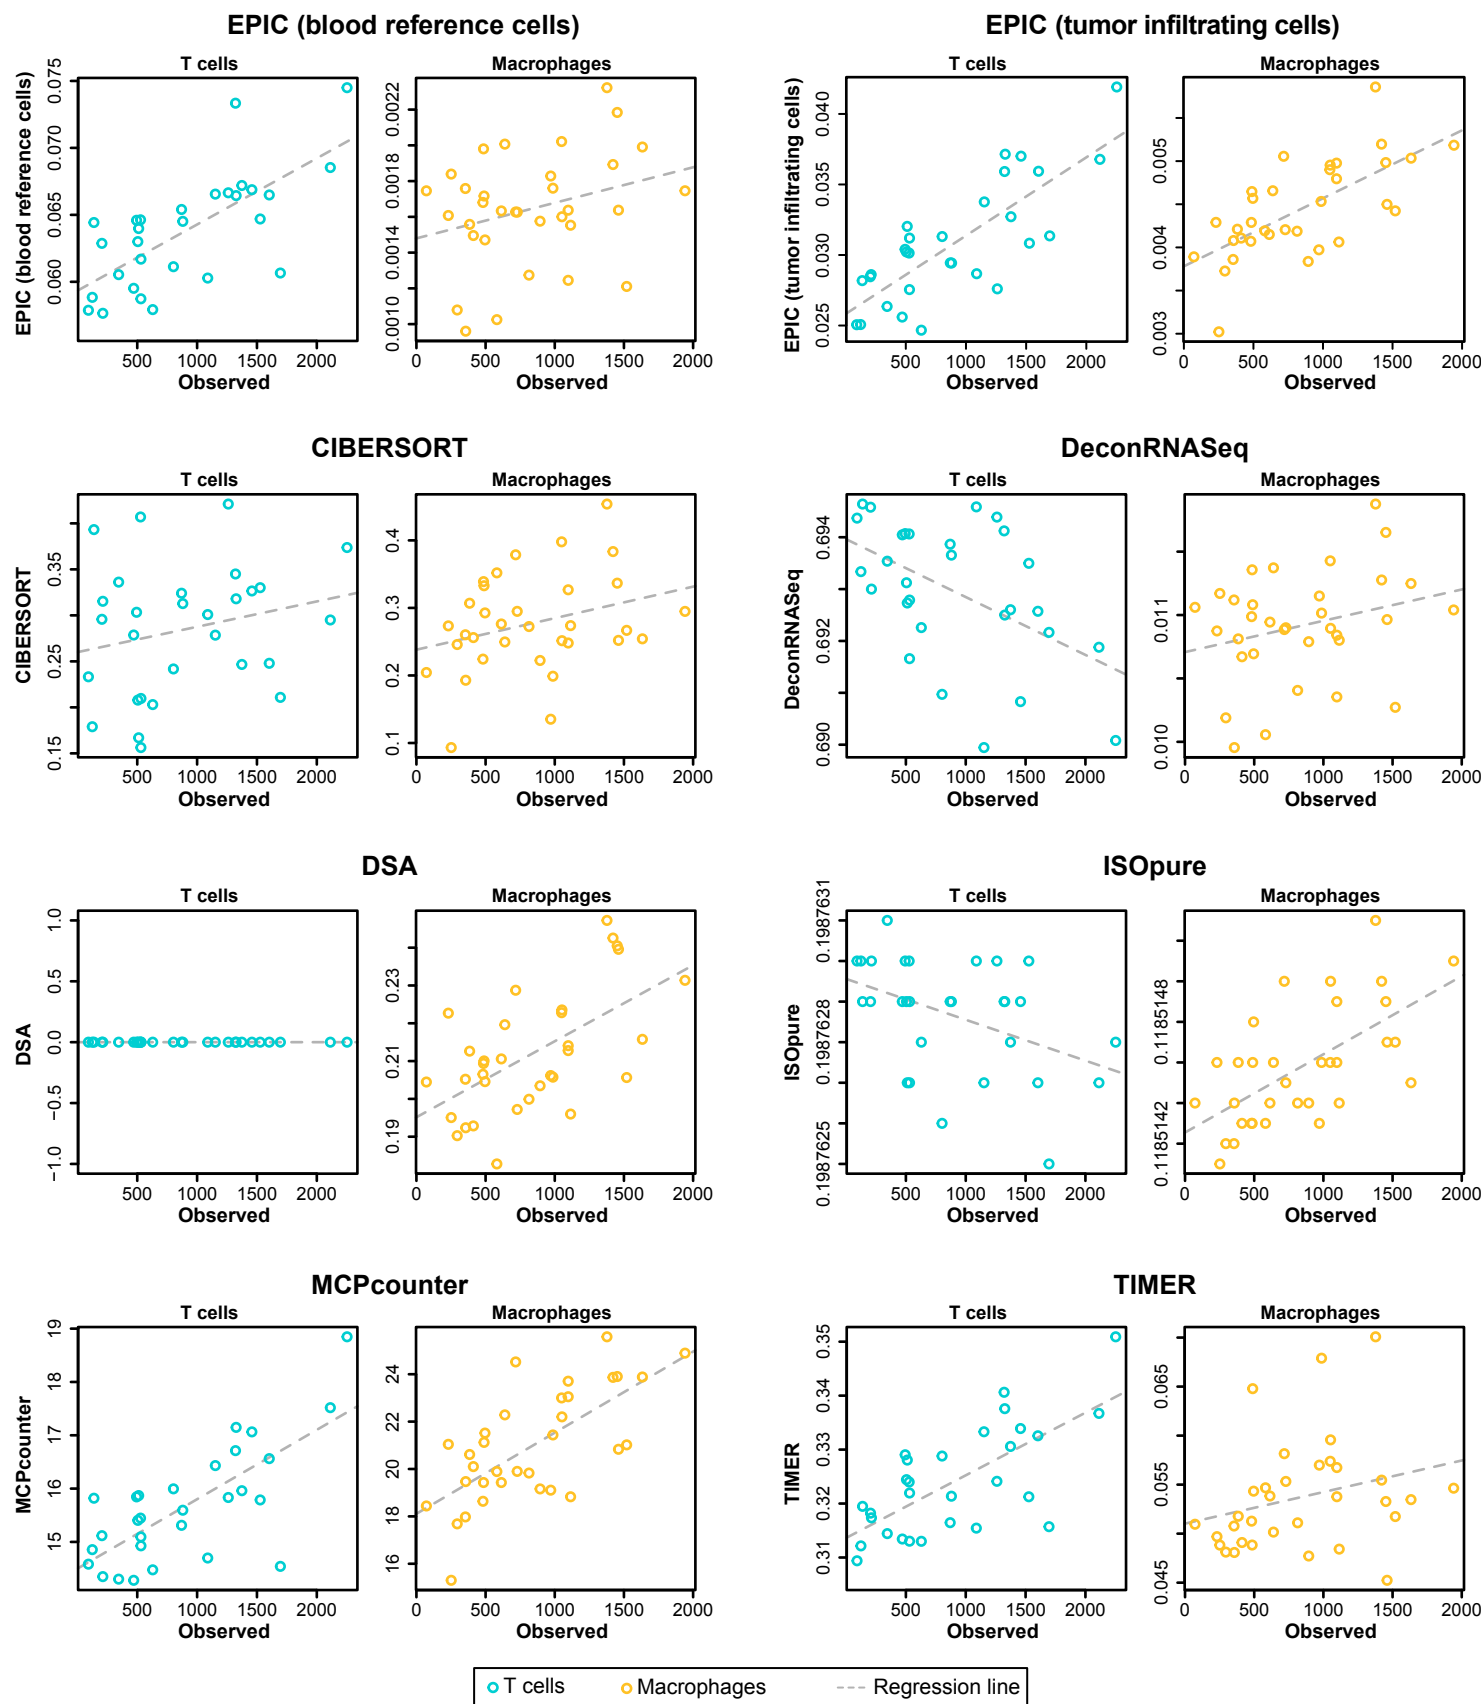 EPIC (blood reference cells)
T cells
Macrophages
EPIC (blood reference cells)
0.075
0.070
0.065
0.060
500 1000 1500 2000
Observed
0.0022
0.0018
0.0014
0.0010
0 500 1000 1500 2000
Observed
EPIC (tumor infiltrating cells)
T cells
Macrophages
EPIC (tumor infiltrating cells)
0.040
0.035
0.030
0.025
500 1000 1500 2000
Observed
0.005
0.004
0.003
0 500 1000 1500 2000
Observed
CIBERSORT
T cells
Macrophages
CIBERSORT
0.35
0.25
0.15
500 1000 1500 2000
Observed
0.4
0.3
0.2
0.1
0 500 1000 1500 2000
Observed
DeconRNASeq
T cells
Macrophages
DeconRNASeq
0.694
0.692
0.690
500 1000 1500 2000
Observed
0.011
0.010
0 500 1000 1500 2000
Observed
DSA
T cells
Macrophages
DSA
1.0
0.5
0.0
−0.5
−1.0
500 1000 1500 2000
Observed
0.23
0.21
0.19
0 500 1000 1500 2000
Observed
ISOpure
T cells
Macrophages
ISOpure
0.1987631
0.1987628
0.1987625
500 1000 1500 2000
Observed
0.1185148
0.1185142
0 500 1000 1500 2000
Observed
MCPcounter
T cells
Macrophages
MCPcounter
19
18
17
16
15
500 1000 1500 2000
Observed
24
22
20
18
16
0 500 1000 1500 2000
Observed
TIMER
T cells
Macrophages
TIMER
0.35
0.34
0.33
0.32
0.31
500 1000 1500 2000
Observed
0.065
0.055
0.045
0 500 1000 1500 2000
Observed
T cells Macrophages Regression line